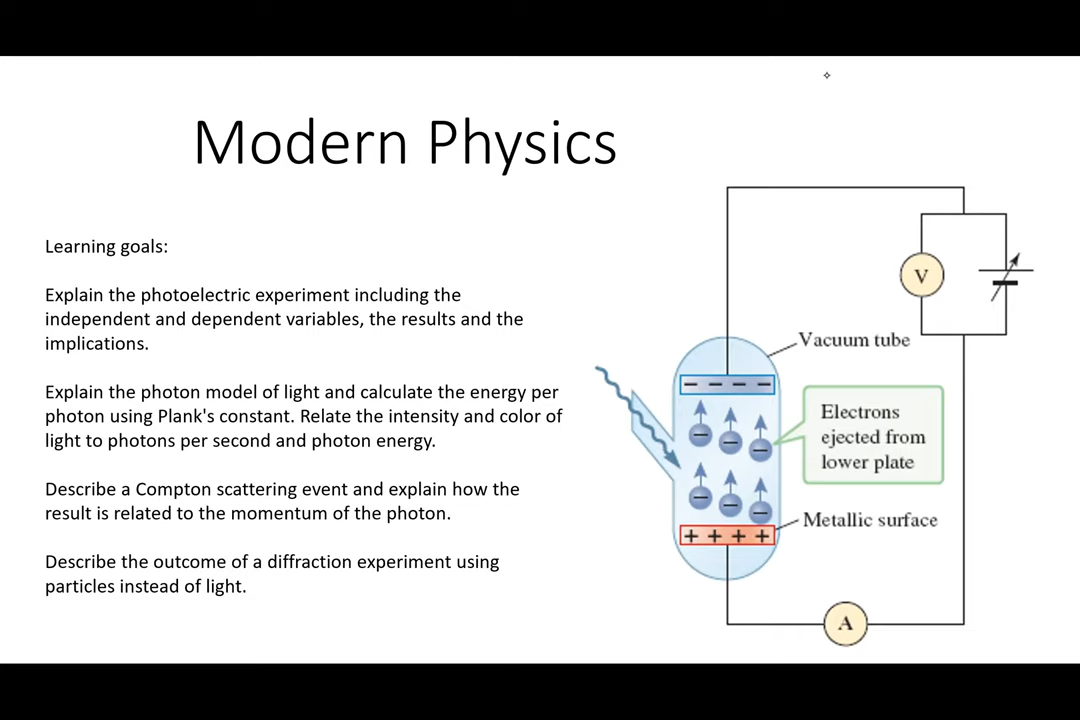 Modern Physics
Learning goals:
Explain the photoelectric experiment including the
independent and dependent variables, the results and the
implications.
Explain the photon model of light and calculate the energy per
photon using Plank's constant. Relate the intensity and color of
light to photons per second and photon energy.
Describe a Compton scattering event and explain how the
result is related to the momentum of the photon.
Describe the outcome of a diffraction experiment using
particles instead of light.
V
Vacuum tube
Electrons
ejected from
lower plate
Metallic surface
A